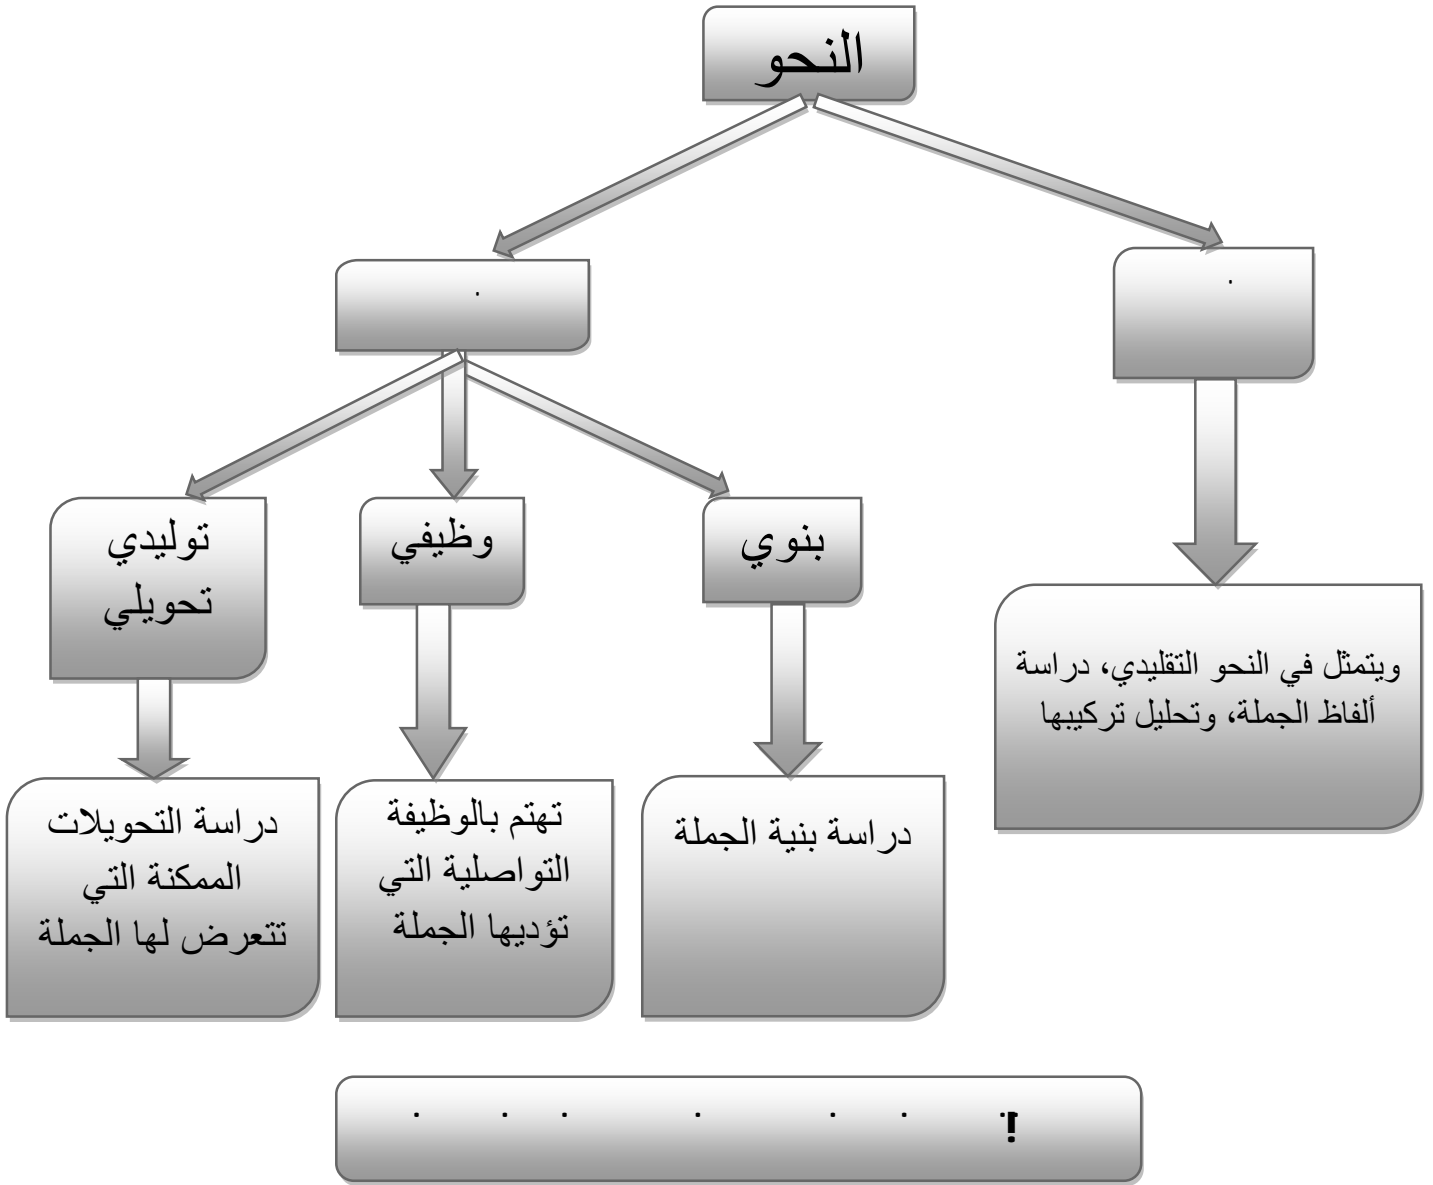 النحو
بنوي
وظيفي
توليدي
تحويلي
ويتمثل في النحو التقليدي، دراسة
ألفاظ الجملة، وتحليل تركيبها
دراسة بنية الجملة
تهتم بالوظيفة
التواصلية التي
تؤديها الجملة
دراسة التحويلات
الممكنة التي
تتعرض لها الجملة